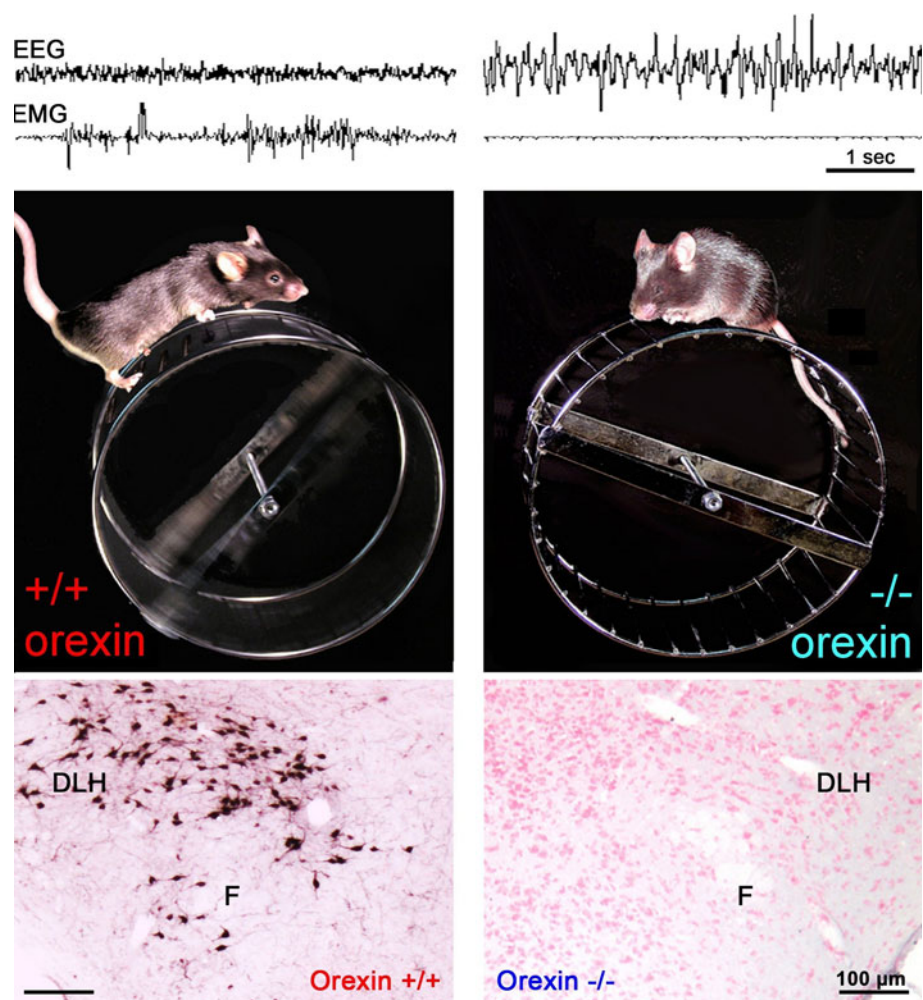 EEG
EMG
1 sec
+/+
orexin
-/-
orexin
DLH
F
Orexin +/+
DLH
F
Orexin -/-
100 µm